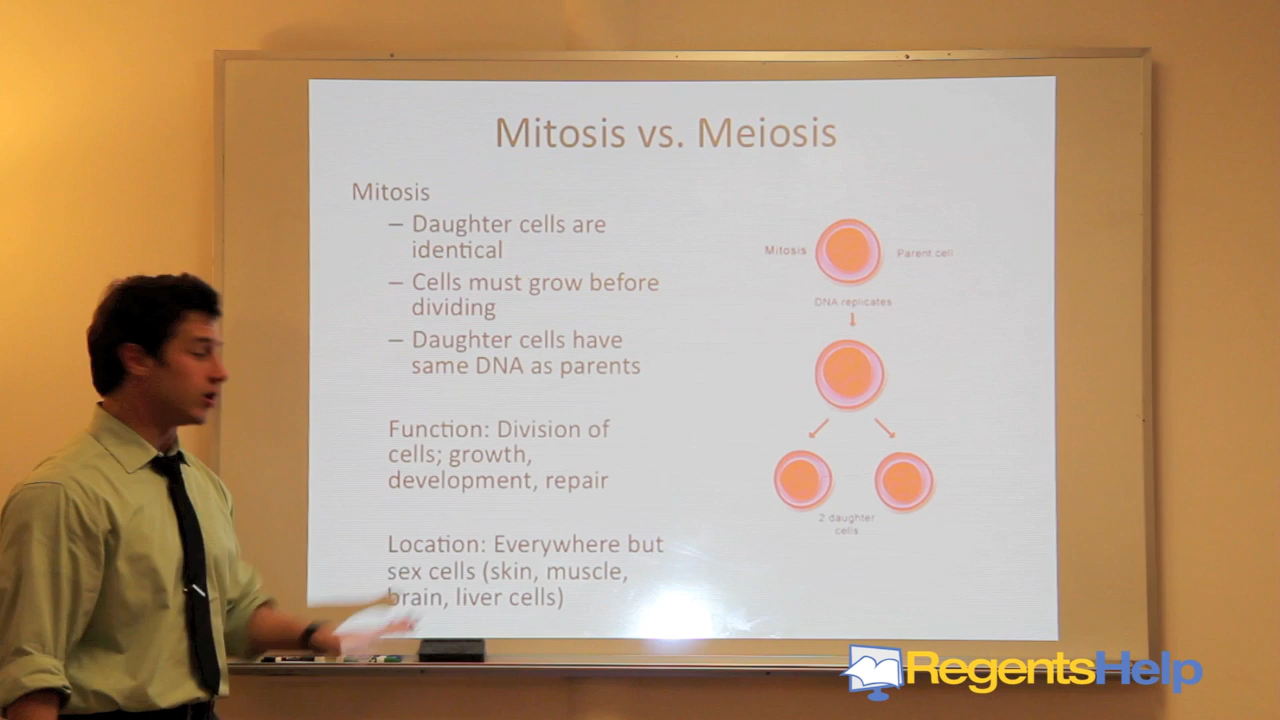 Mitosis vs. Meiosis
Mitosis
– Daughter cells are
identical
– Cells must grow before
dividing
– Daughter cells have
same DNA as parents
Function: Division of
cells; growth,
development, repair
Location: Everywhere but
sex cells (skin, muscle,
brain, liver cells)
Mitosis
Parent cell
DNA replicates
2 daughter
cells
RegentsHelp